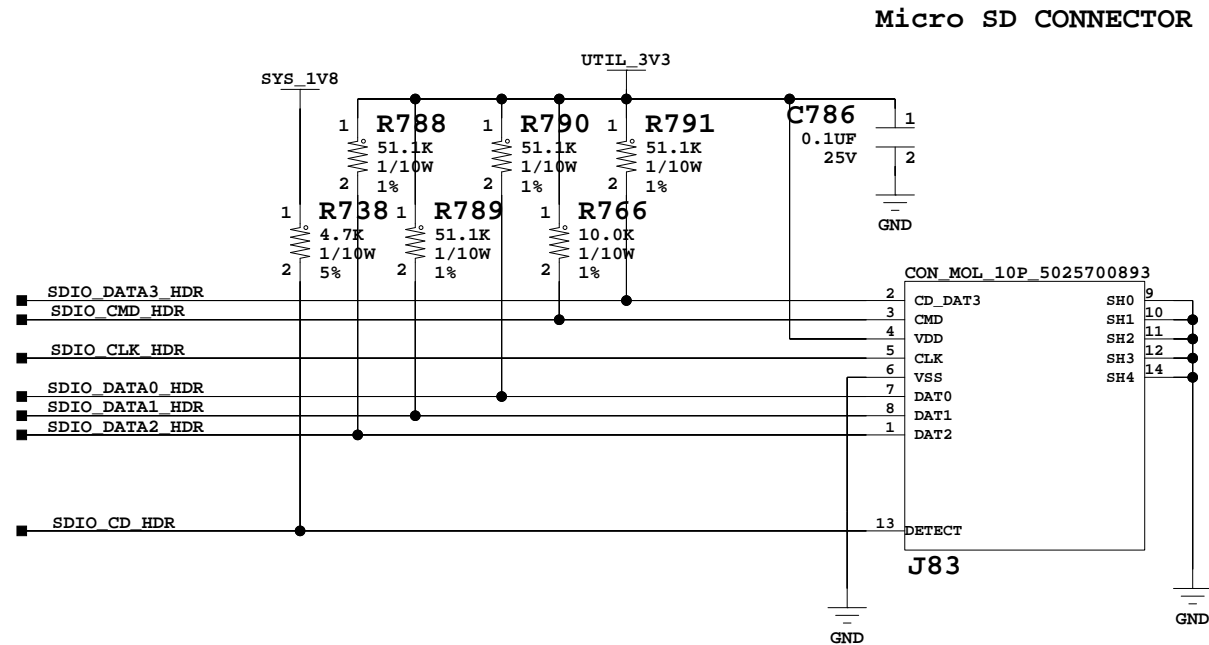 Micro SD CONNECTOR
UTIL_3V3
SYS_1V8
1 R788 1 R790 1 R791 C786 1
51.1K 51.1K 51.1K 0.1UF
1/10W 1/10W 1/10W 25V 2
2 1% 2 1% 2 1%
1 R738 1 R789 1 R766 GND
4.7K 51.1K 10.0K
1/10W 1/10W 1/10W
2 5% 2 1% 2 1%
CON_MOL_10P_5025700893
SDIO_DATA3_HDR 2 CD_DAT3 SH0 9
SDIO_CMD_HDR 3 CMD SH1 10
4 VDD SH2 11
SDIO_CLK_HDR 5 CLK SH3 12
6 VSS SH4 14
SDIO_DATA0_HDR 7 DAT0
SDIO_DATA1_HDR 8 DAT1
SDIO_DATA2_HDR 1 DAT2
SDIO_CD_HDR 13 DETECT
J83
GND
GND